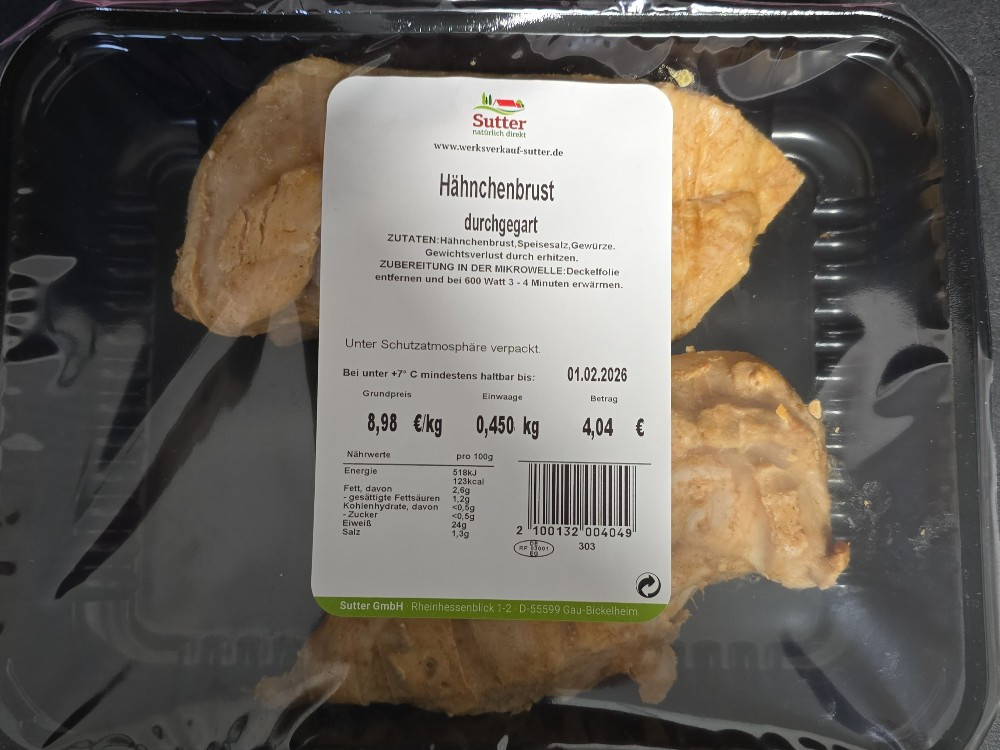 Sutter
natürlich direkt
www.werksverkauf-sutter.de
Hähnchenbrust
durchgegart
ZUTATEN:Hähnchenbrust,Speisesalz,Gewürze.
Gewichtsverlust durch erhitzen.
ZUBEREITUNG IN DER MIKROWELLE:Deckelfolie
entfernen und bei 600 Watt 3 - 4 Minuten erwärmen.
Unter Schutzatmosphäre verpackt.
Bei unter +7° C mindestens haltbar bis: 01.02.2026
Grundpreis Einwaage Betrag
8,98 €/kg 0,450 kg 4,04 €
Nährwerte pro 100g
Energie 518kJ
123kcal
Fett, davon 2,6g
- gesättigte Fettsäuren 1,2g
Kohlenhydrate, davon <0,5g
- Zucker <0,5g
Eiweiß 24g
Salz 1,3g
2 100132 004049
DE
RP 03001
EG
303
Sutter GmbH · Rheinhessenblick 1-2 · D-55599 Gau-Bickelheim